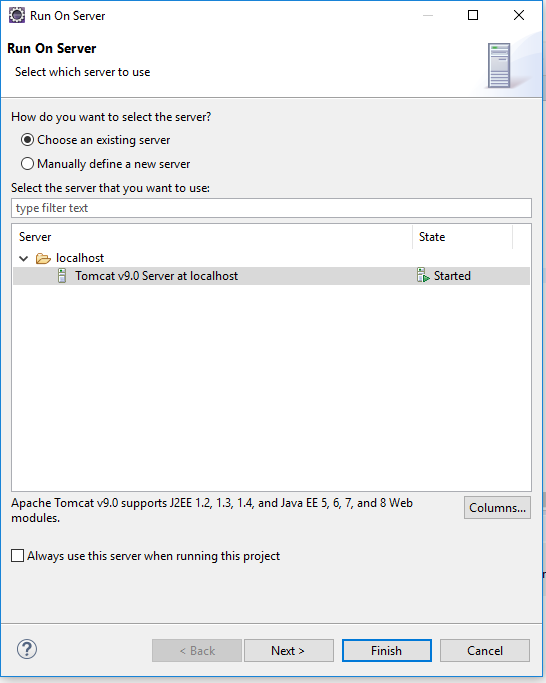 Run On Server
Run On Server
Select which server to use
How do you want to select the server?
Choose an existing server
Manually define a new server
Select the server that you want to use:
type filter text
Server State
localhost
Tomcat v9.0 Server at localhost Started
Apache Tomcat v9.0 supports J2EE 1.2, 1.3, 1.4, and Java EE 5, 6, 7, and 8 Web
modules.
Columns...
Always use this server when running this project
? < Back Next > Finish Cancel